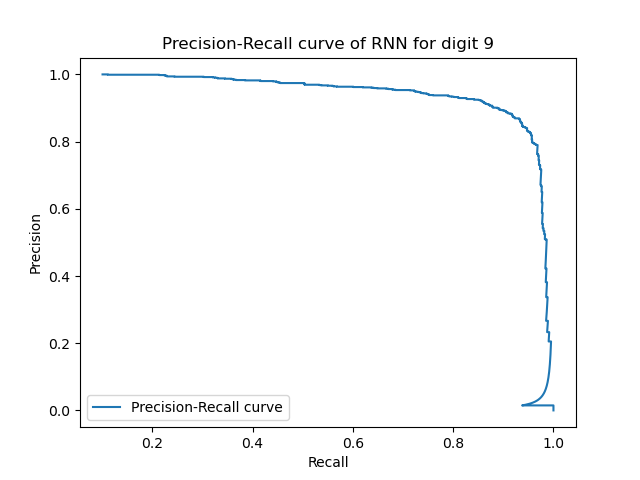 Precision-Recall curve of RNN for digit 9
1.0
0.8
0.6
0.4
0.2
0.0
Precision
Precision-Recall curve
0.2 0.4 0.6 0.8 1.0
Recall